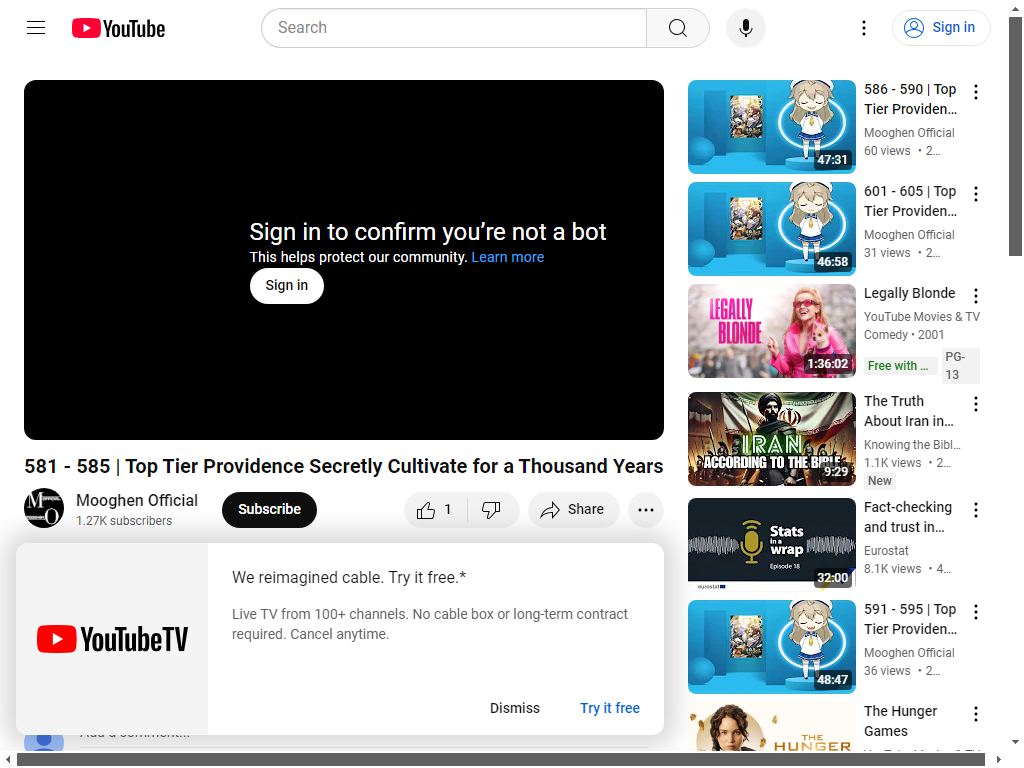 YouTube
Search
Sign in
Sign in to confirm you're not a bot
This helps protect our community. Learn more
Sign in
581 - 585 | Top Tier Providence Secretly Cultivate for a Thousand Years
Mooghen Official
1.27K subscribers
Subscribe
1
Share
We reimagined cable. Try it free.*
Live TV from 100+ channels. No cable box or long-term contract
required. Cancel anytime.
YouTubeTV
Dismiss
Try it free
Add a comment...
586 - 590 | Top
Tier Providen...
Mooghen Official
60 views • 2...
47:31
601 - 605 | Top
Tier Providen...
Mooghen Official
31 views • 2...
46:58
LEGALLY
BLONDE
1:36:02
Legally Blonde
YouTube Movies & TV
Comedy • 2001
Free with ...
PG-
13
IRAN
ACCORDING TO THE BIBLE
9:29
The Truth
About Iran in...
Knowing the Bibl...
1.1K views • 2...
New
Stats
in a
wrap
Episode 18
eurostat
32:00
Fact-checking
and trust in...
Eurostat
8.1K views • 4...
591 - 595 | Top
Tier Providen...
Mooghen Official
36 views • 2...
48:47
THE
HUNGER
The Hunger
Games